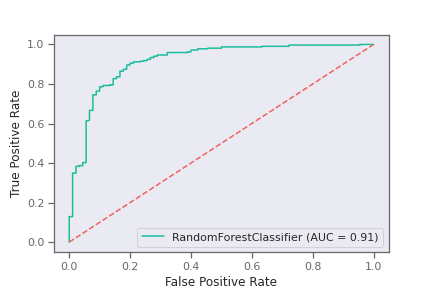 1.0
0.8
0.6
0.4
0.2
0.0
True Positive Rate
RandomForestClassifier (AUC = 0.91)
0.0 0.2 0.4 0.6 0.8 1.0
False Positive Rate